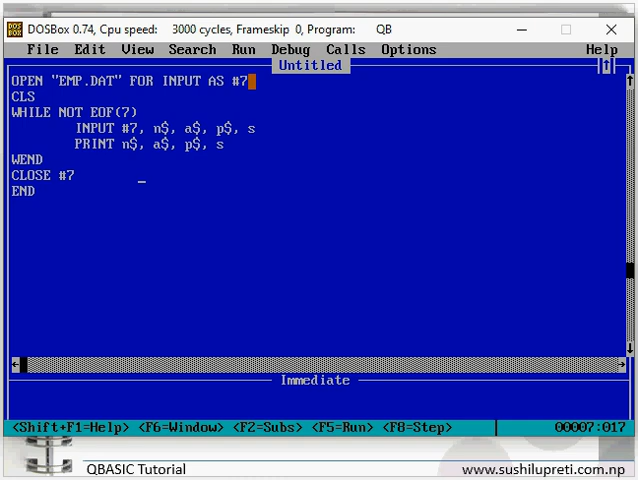 DOSBox 0.74, Cpu speed: 3000 cycles, Frameskip 0, Program: QB
File Edit View Search Run Debug Calls Options Help
Untitled
OPEN "EMP.DAT" FOR INPUT AS #7
CLS
WHILE NOT EOF(7)
INPUT #7, n$, a$, p$, s
PRINT n$, a$, p$, s
WEND
CLOSE #7
END
Immediate
<Shift+F1=Help> <F6=Window> <F2=Subs> <F5=Run> <F8=Step> 00007:017
QBASIC Tutorial www.sushilupreti.com.np